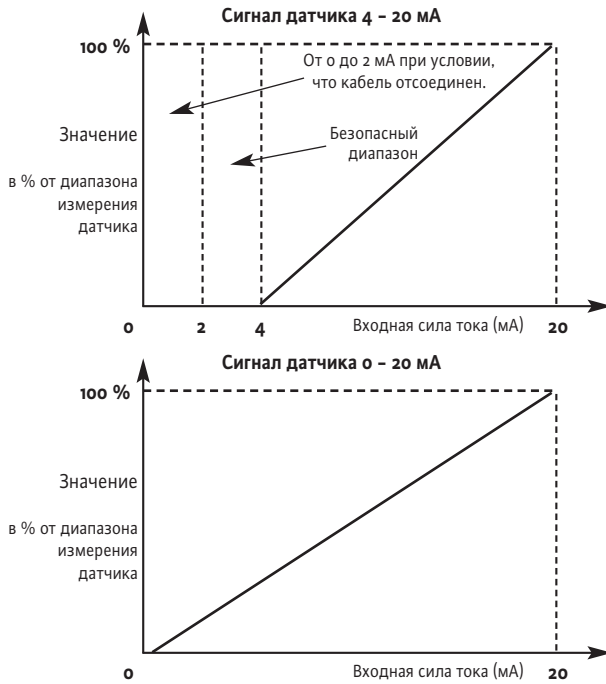 Сигнал датчика 4 – 20 мА
100 %
От 0 до 2 мА при условии,
что кабель отсоединен.
Безопасный
диапазон
Значение
в % от диапазона
измерения
датчика
0 2 4 Входная сила тока (мА) 20
Сигнал датчика 0 – 20 мА
100 %
Значение
в % от диапазона
измерения
датчика
0 Входная сила тока (мА) 20